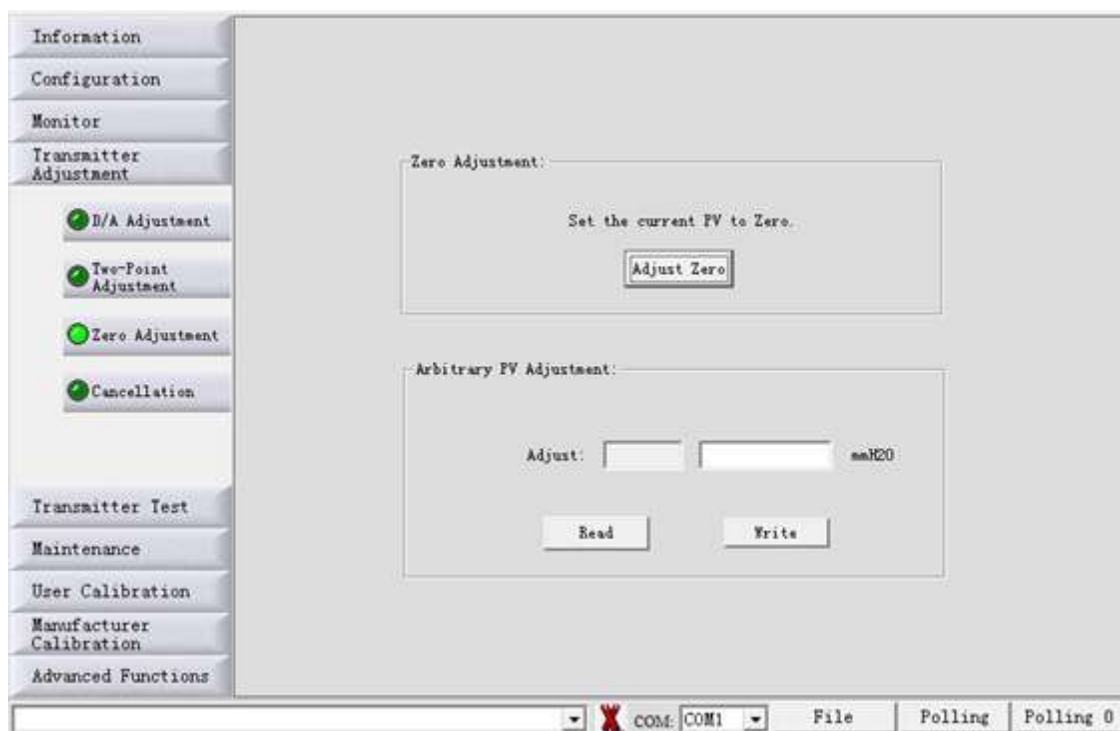 Information
Configuration
Monitor
Transmitter
Adjustment
D/A Adjustment
Two-Point
Adjustment
Zero Adjustment
Cancellation
Transmitter Test
Maintenance
User Calibration
Manufacturer
Calibration
Advanced Functions
Zero Adjustment:
Set the current PV to Zero.
Adjust Zero
Arbitrary PV Adjustment:
Adjust: mmH2O
Read Write
COM: COM1 File Polling Polling 0